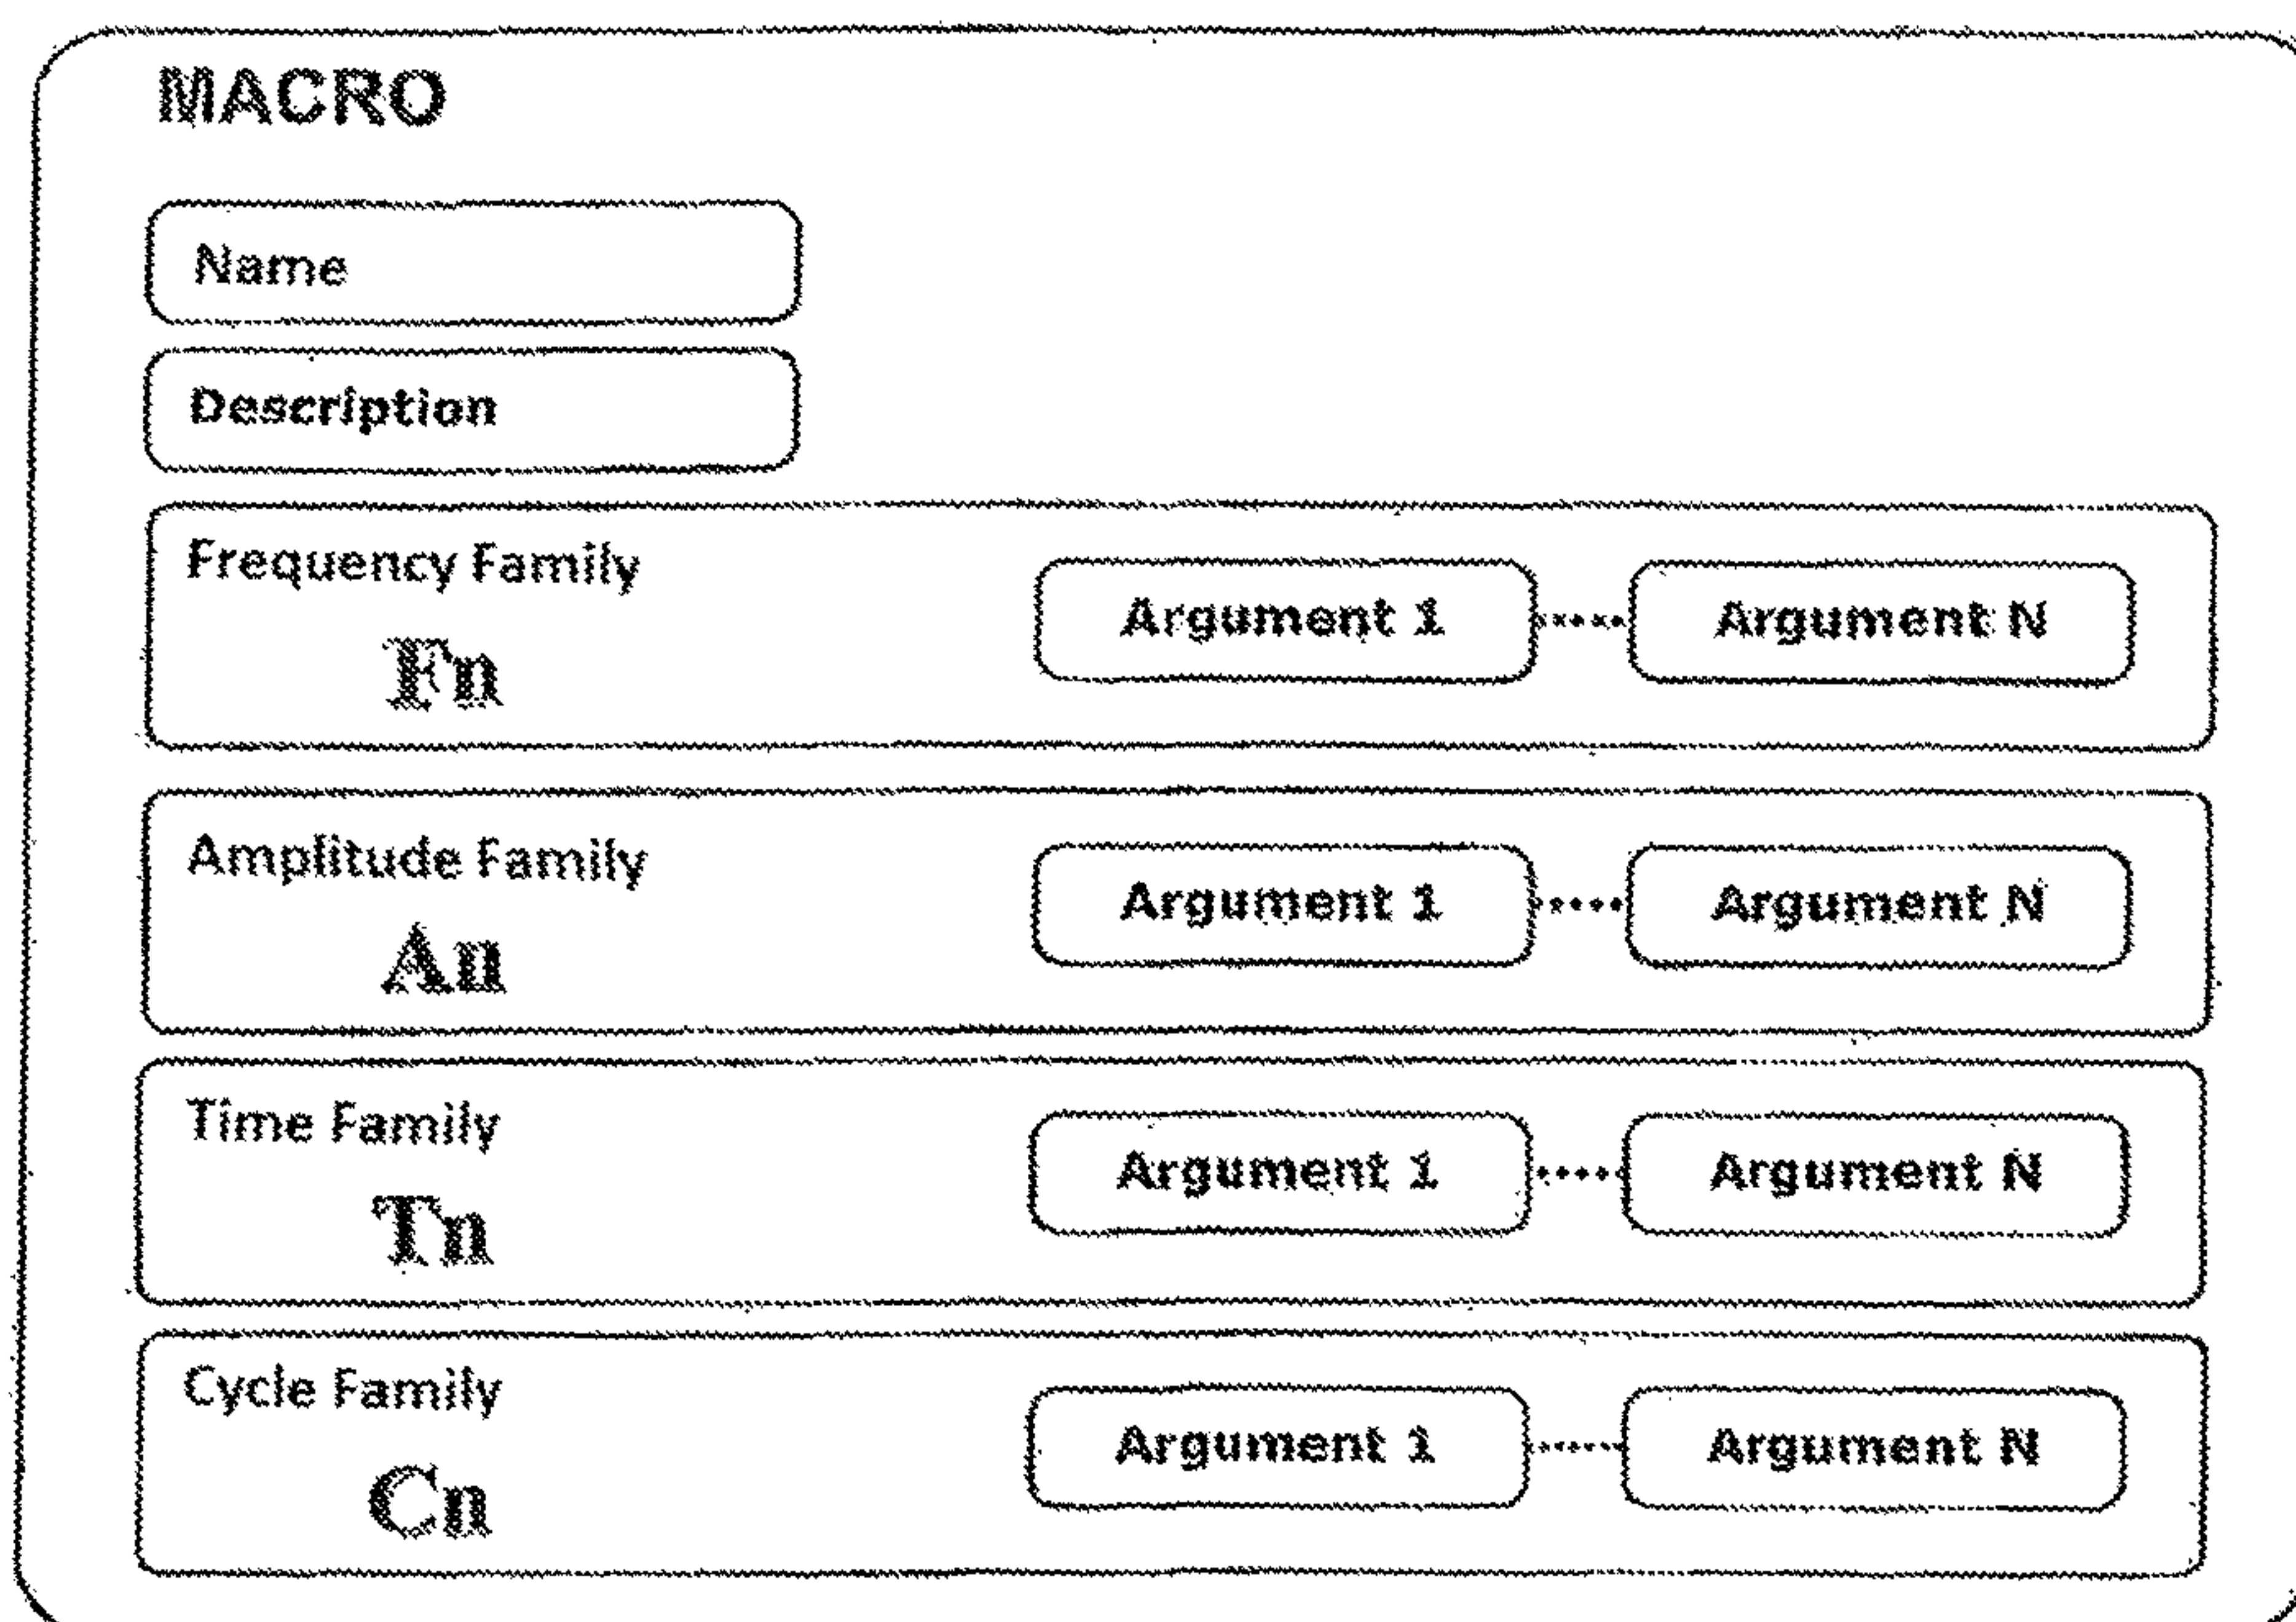 MACRO
Name
Description
Frequency Family
Fn
Argument 1
Argument N
Amplitude Family
An
Argument 1
Argument N
Time Family
Tn
Argument 1
Argument N
Cycle Family
Cn
Argument 1
Argument N